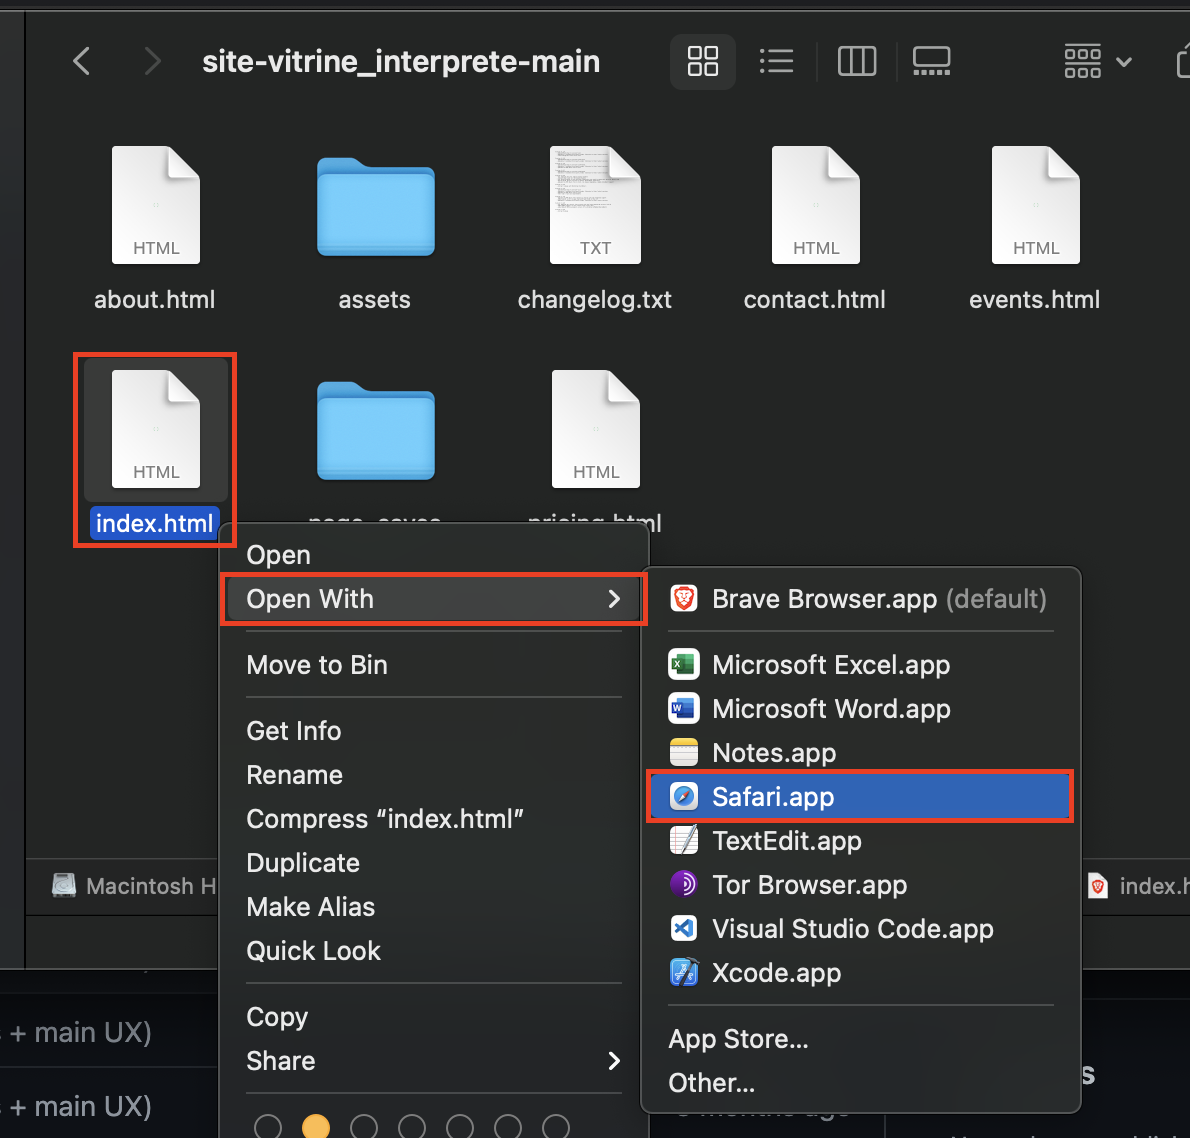 site-vitrine_interprete-main
HTML
HTML
HTML
TXT
HTML
about.html
assets
changelog.txt
contact.html
events.html
HTML
HTML
index.html
pricing.html
Open
Open With
Move to Bin
Get Info
Rename
Compress “index.html”
Duplicate
Make Alias
Quick Look
Copy
Share
Brave Browser.app (default)
Microsoft Excel.app
Microsoft Word.app
Notes.app
Safari.app
TextEdit.app
Tor Browser.app
Visual Studio Code.app
Xcode.app
App Store...
Other...
Macintosh H
index.h
+ main UX)
+ main UX)